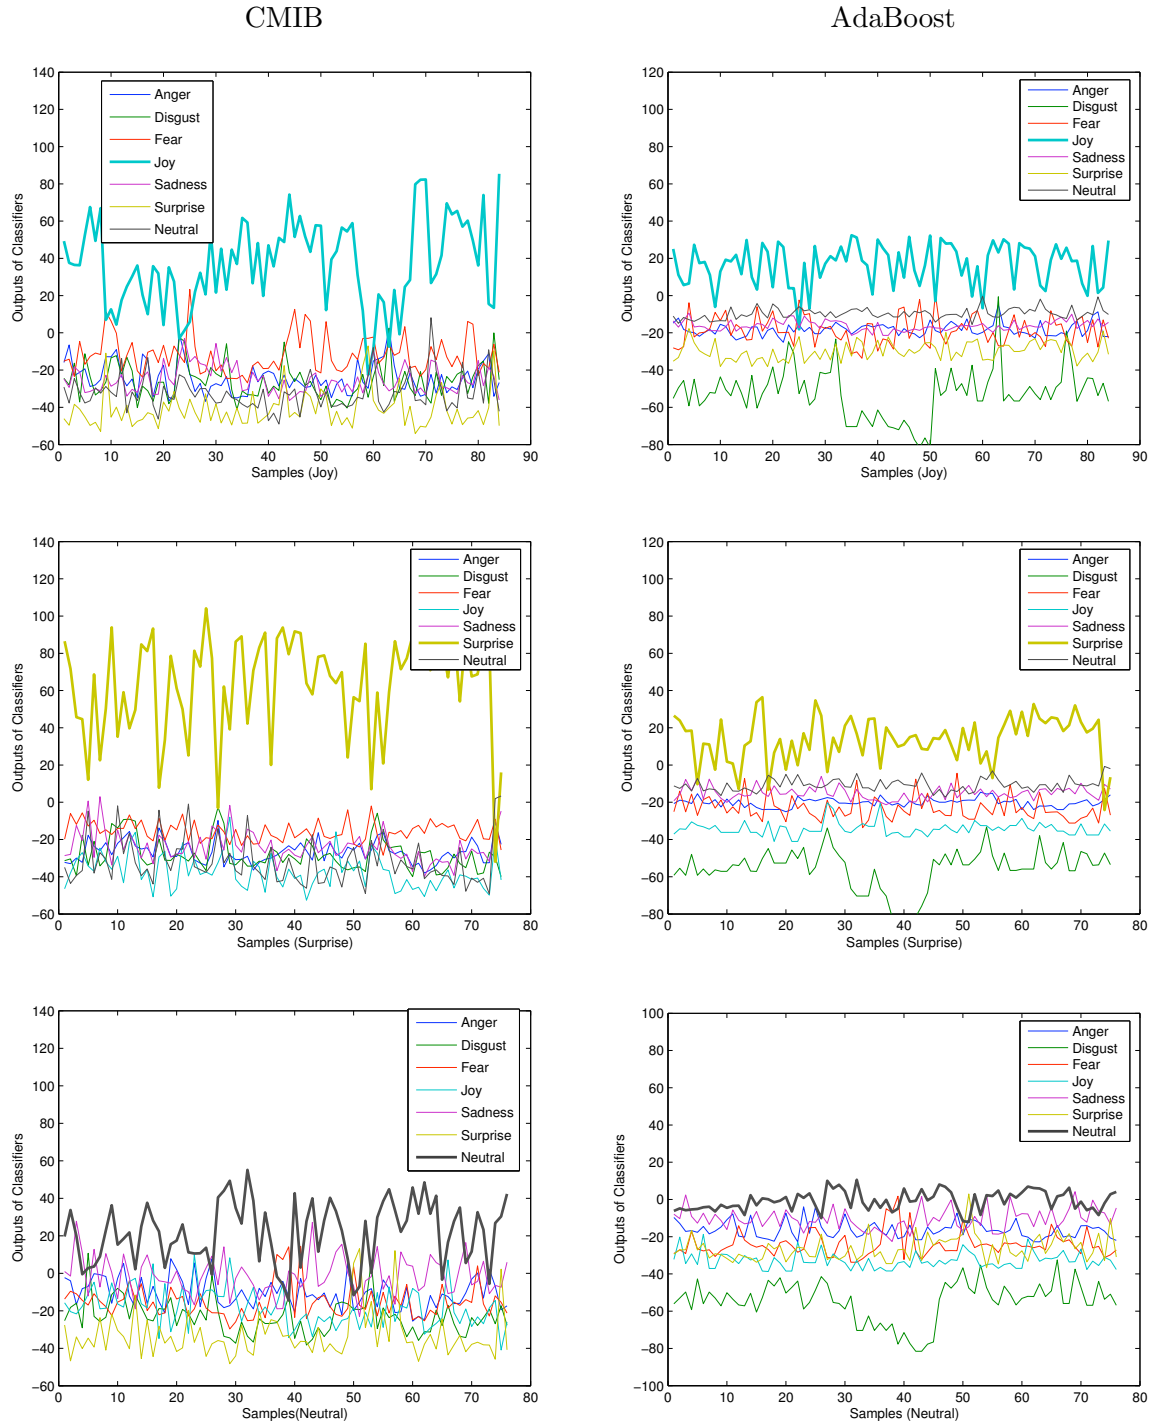 CMIB
AdaBoost
140
120
100
80
60
40
20
0
−20
−40
−60
0
10
20
30
40
50
60
70
80
90
Outputs of Classifiers
Samples (Joy)
Anger
Disgust
Fear
Joy
Sadness
Surprise
Neutral
120
100
80
60
40
20
0
−20
−40
−60
−80
0
10
20
30
40
50
60
70
80
90
Outputs of Classifiers
Samples (Joy)
Anger
Disgust
Fear
Joy
Sadness
Surprise
Neutral
140
120
100
80
60
40
20
0
−20
−40
−60
0
10
20
30
40
50
60
70
80
Outputs of Classifiers
Samples (Surprise)
Anger
Disgust
Fear
Joy
Sadness
Surprise
Neutral
120
100
80
60
40
20
0
−20
−40
−60
−80
0
10
20
30
40
50
60
70
80
Outputs of Classifiers
Samples (Surprise)
Anger
Disgust
Fear
Joy
Sadness
Surprise
Neutral
140
120
100
80
60
40
20
0
−20
−40
−60
0
10
20
30
40
50
60
70
80
Outputs of Classifiers
Samples(Neutral)
Anger
Disgust
Fear
Joy
Sadness
Surprise
Neutral
100
80
60
40
20
0
−20
−40
−60
−80
−100
0
10
20
30
40
50
60
70
80
Outputs of Classifiers
Samples (Neutral)
Anger
Disgust
Fear
Joy
Sadness
Surprise
Neutral